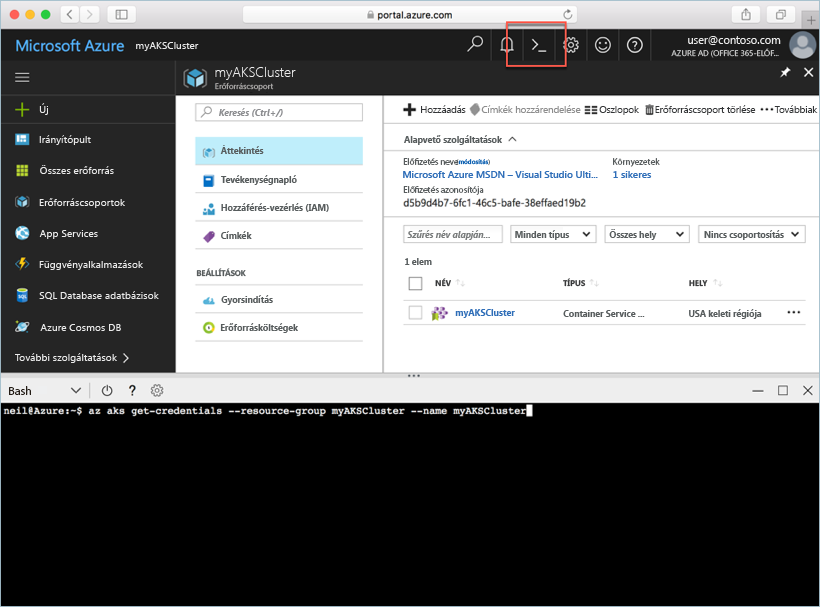 portal.azure.com
Microsoft Azure myAKSCluster
user@contoso.com
AZURE AD (OFFICE 365-ELŐF...
myAKSCluster
Erőforráscsoport
Új
Irányítópult
Összes erőforrás
Erőforráscsoportok
App Services
Függvényalkalmazások
SQL Database adatbázisok
Azure Cosmos DB
További szolgáltatások
Keresés (Ctrl+/)
Áttekintés
Tevékenységnapló
Hozzáférés-vezérlés (IAM)
Címkék
BEÁLLÍTÁSOK
Gyorsindítás
Erőforrásköltségek
Hozzáadás Címkék hozzárendelése Oszlopok Erőforráscsoport törlése ••• Továbbiak
Alapvető szolgáltatások
Előfizetés neve (módosítás) Környezetek
Microsoft Azure MSDN – Visual Studio Ulti... 1 sikeres
Előfizetés azonosítója
d5b9d4b7-6fc1-46c5-bafe-38effaed19b2
Szűrés név alapján... Minden típus Összes hely Nincs csoportosítás
1 elem
NÉV TÍPUS HELY
myAKSCluster Container Service ... USA keleti régiója
Bash
neil@Azure:~$ az aks get-credentials --resource-group myAKSCluster --name myAKSCluster